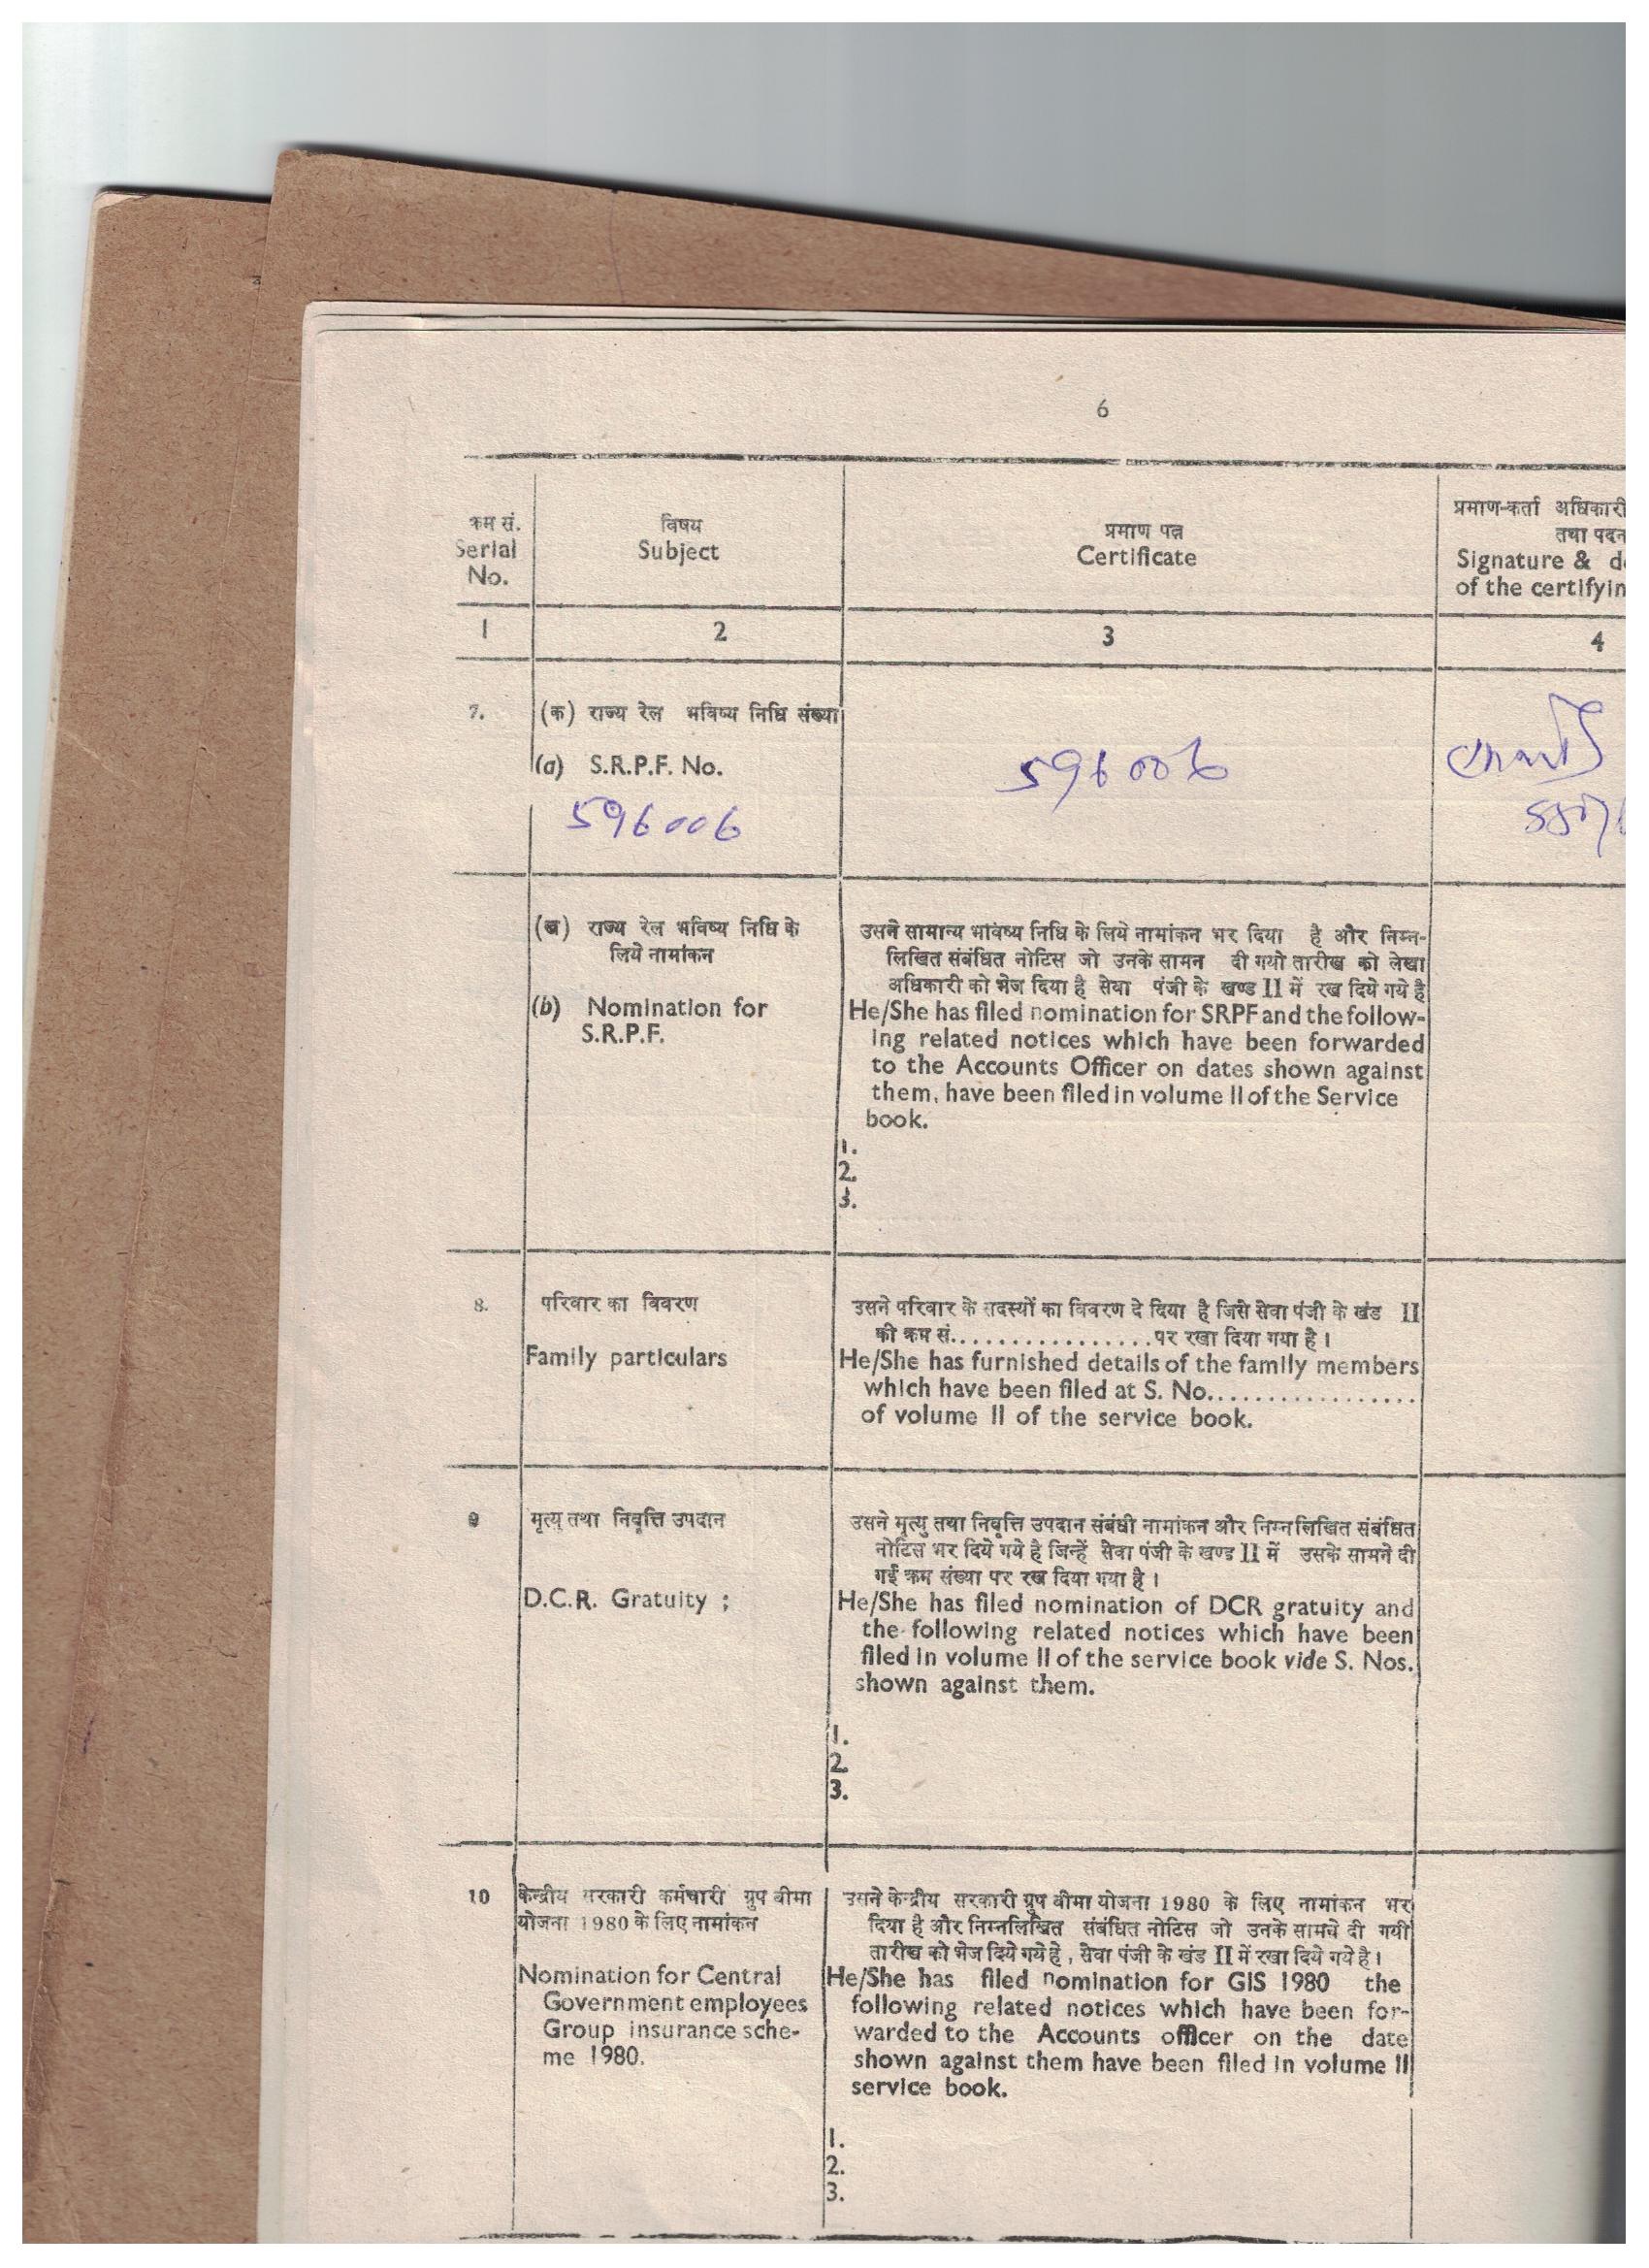 6
क्रम सं.
Serial
No.
विषय
Subject
प्रमाण पत्र
Certificate
प्रमाण-कर्ता अधिकारी
तथा
Signature &
of the
1 2 3 4
7. (क) राज्य रेल भविष्य निधि संख्या
(a) S.R.P.F. No.
596006
596006
(ख) राज्य रेल भविष्य निधि के
लिये नामांकन
(b) Nomination for
S.R.P.F.
उसने सामान्य भविष्य निधि के लिये नामांकन भर दिया है और निम्न-
लिखित संबंधित नोटिस जो उनके सामन दी गयी तारीख को लेखा
अधिकारी को भेज दिया है सेवा पंजी के खण्ड II में रख दिये गये है
He/She has filed nomination for SRPF and the follow-
ing related notices which have been forwarded
to the Accounts Officer on dates shown against
them, have been filed in volume II of the Service
book.
1.
2.
3.
8. परिवार का विवरण
Family particulars
उसने परिवार के सदस्यों का विवरण दे दिया है जिसे सेवा पंजी के खंड II
की क्रम सं.................पर रखा दिया गया है।
He/She has furnished details of the family members
which have been filed at S. No.................
of volume II of the service book.
9 मृत्यु तथा निवृत्ति उपदान
D.C.R. Gratuity ;
उसने मृत्यु तथा निवृत्ति उपदान संबंधी नामांकन और निम्नलिखित संबंधित
नोटिस भर दिये गये है जिन्हें सेवा पंजी के खण्ड II में उसके सामने दी
गई क्रम संख्या पर रख दिया गया है।
He/She has filed nomination of DCR gratuity and
the following related notices which have been
filed in volume II of the service book vide S. Nos.
shown against them.
1.
2.
3.
10 केन्द्रीय सरकारी कर्मचारी ग्रुप बीमा
योजना 1980 के लिए नामांकन
Nomination for Central
Government employees
Group insurance sche-
me 1980.
उसने केन्द्रीय सरकारी ग्रुप बीमा योजना 1980 के लिए नामांकन भर
दिया है और निम्नलिखित संबंधित नोटिस जो उनके सामने दी गयी
तारीख को भेज दिये गये हे, सेवा पंजी के खंड II में रखा दिये गये है।
He/She has filed nomination for GIS 1980 the
following related notices which have been for-
warded to the Accounts officer on the date
shown against them have been filed in volume II
service book.
1.
2.
3.